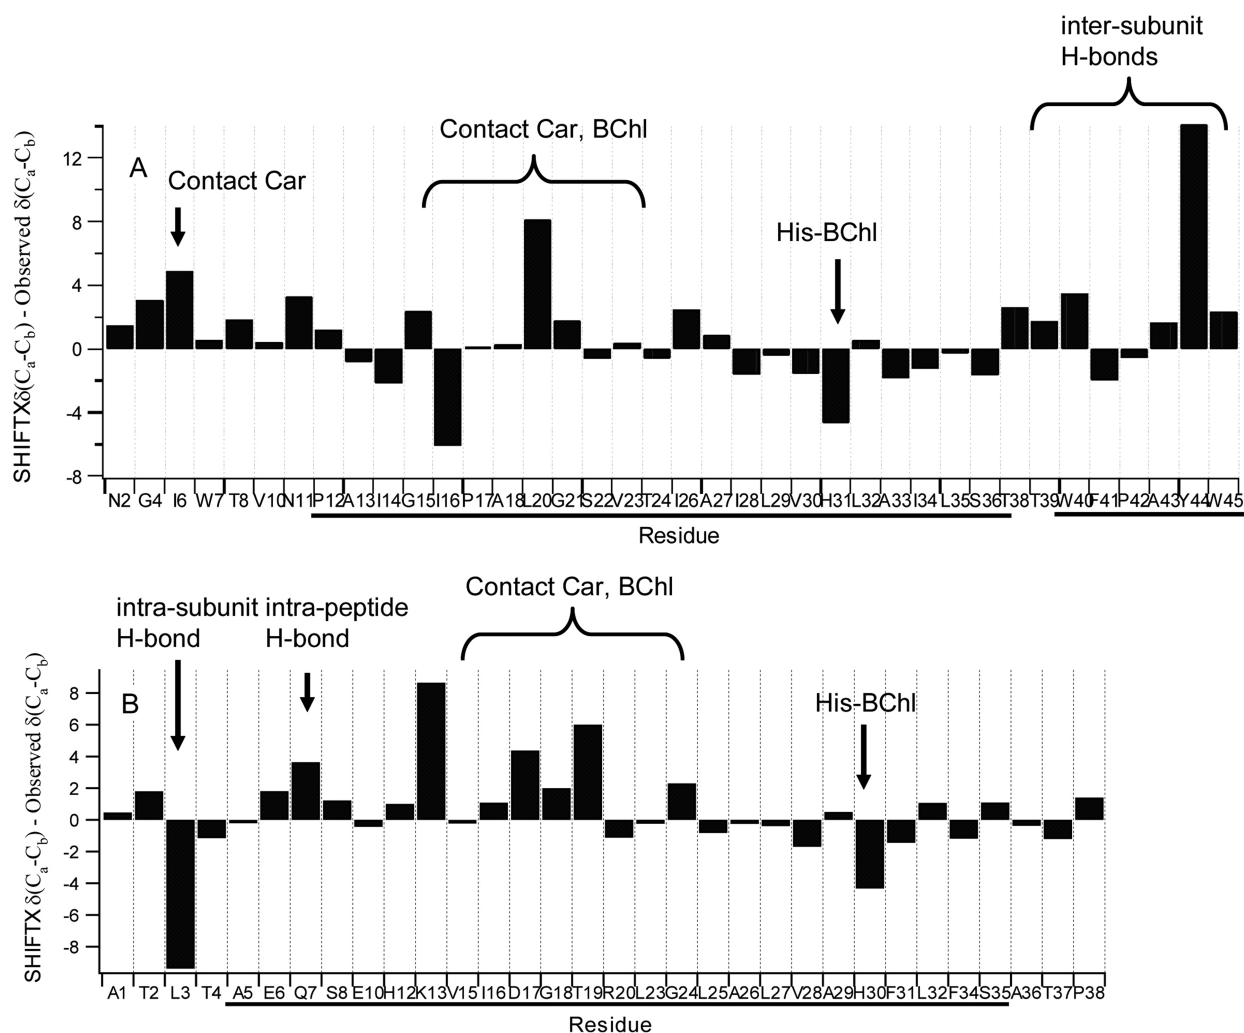 inter-subunit
H-bonds
Contact Car, BChl
A
Contact Car
His-BChl
SHIFTXδ(Ca-Cb) - Observed δ(Ca-Cb)
12
8
4
0
-4
-8
N2 G4 I6 W7 T8 V10 N11 P12 A13 I14 G15 I16 P17 A18 L20 G21 S22 V23 T24 I26 A27 I28 L29 V30 H31 L32 A33 I34 L35 S36 T38 T39 W40 F41 P42 A43 Y44 W45
Residue
Contact Car, BChl
intra-subunit intra-peptide
H-bond H-bond
B
His-BChl
SHIFTX δ(Ca-Cb) - Observed δ(Ca-Cb)
8
6
4
2
0
-2
-4
-6
-8
A1 T2 L3 T4 A5 E6 Q7 S8 E10 H12 K13 V15 I16 D17 G18 T19 R20 L23 G24 L25 A26 L27 V28 A29 H30 F31 L32 F34 S35 A36 T37 P38
Residue